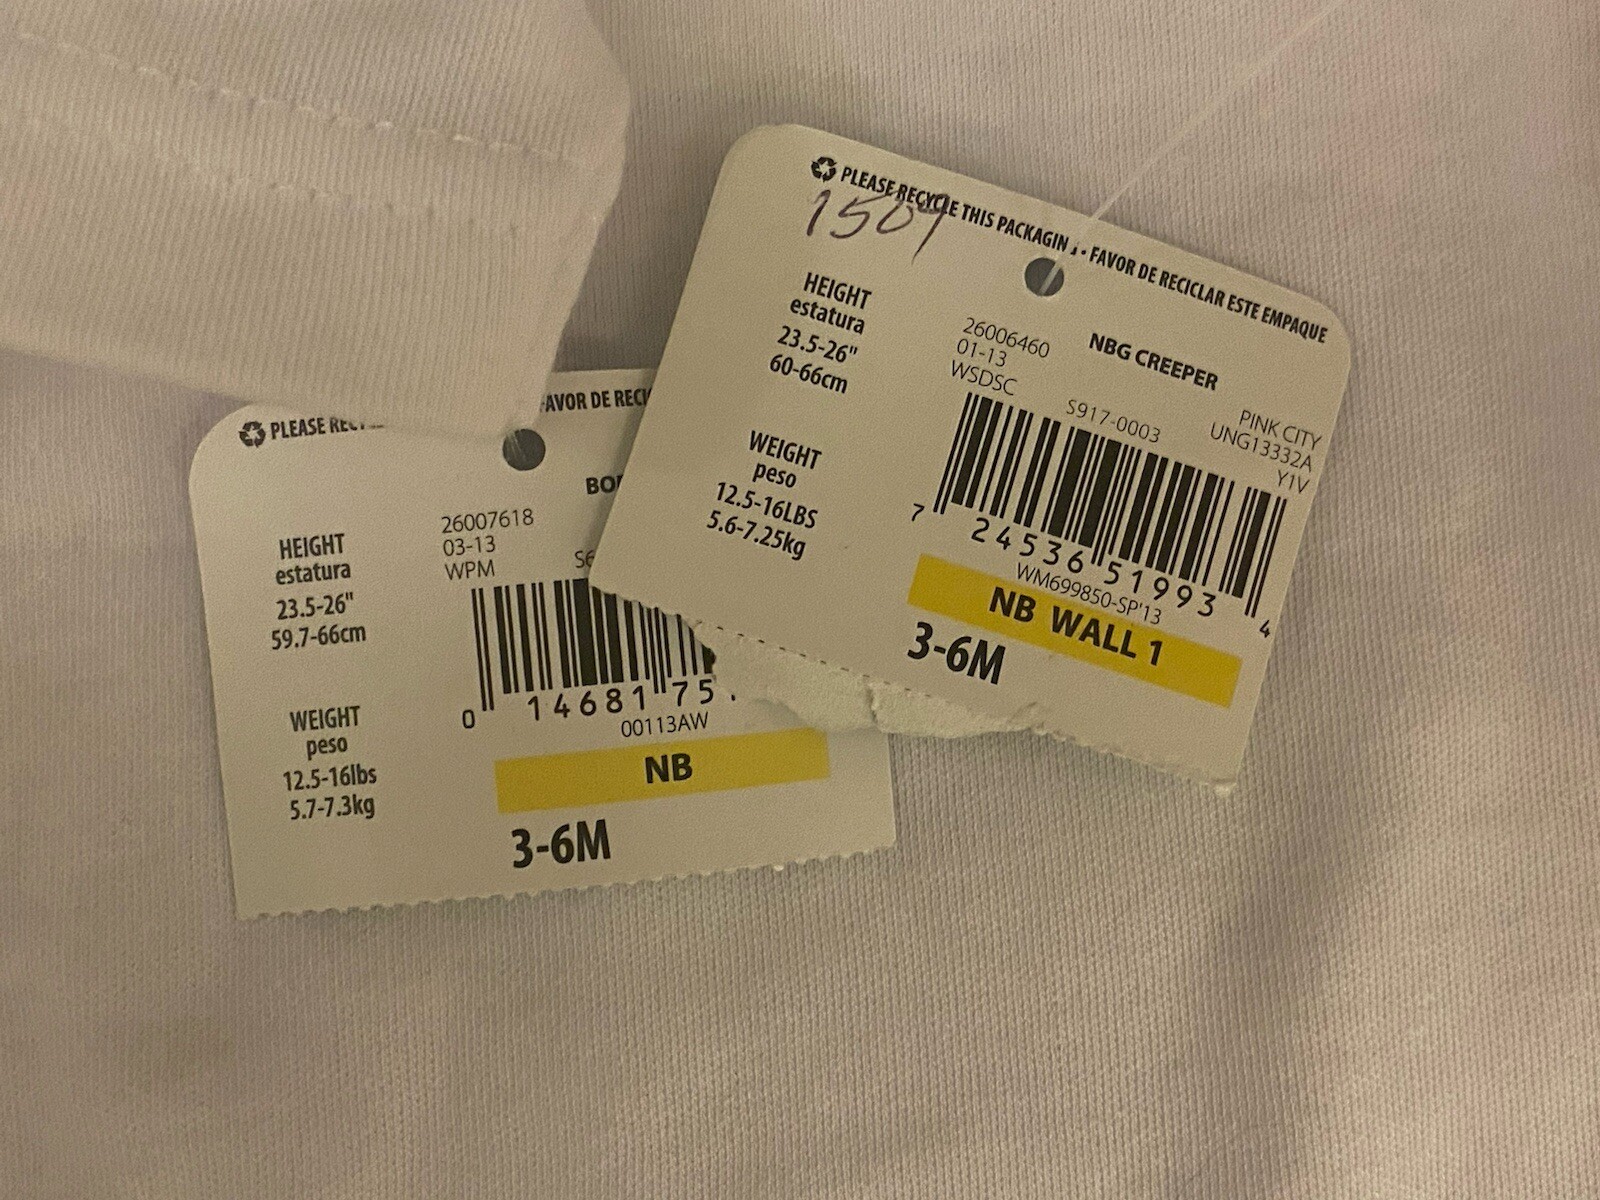 PLEASE RECYCLE THIS PACKAGIN · FAVOR DE RECICLAR ESTE EMPAQUE
1509
HEIGHT
estatura
23.5-26"
60-66cm
WEIGHT
peso
12.5-16LBS
5.6-7.25kg
26006460
01-13
WSDSC
NBG CREEPER
S917-0003
PINK CITY
UNG13332A
Y1V
7 24536 51993 4
WM699850-SP'13
NB WALL 1
3-6M
PLEASE
FAVOR DE
HEIGHT
estatura
23.5-26"
59.7-66cm
WEIGHT
peso
12.5-16lbs
5.7-7.3kg
26007618
03-13
WPM
0 14681 75
00113AW
NB
3-6M